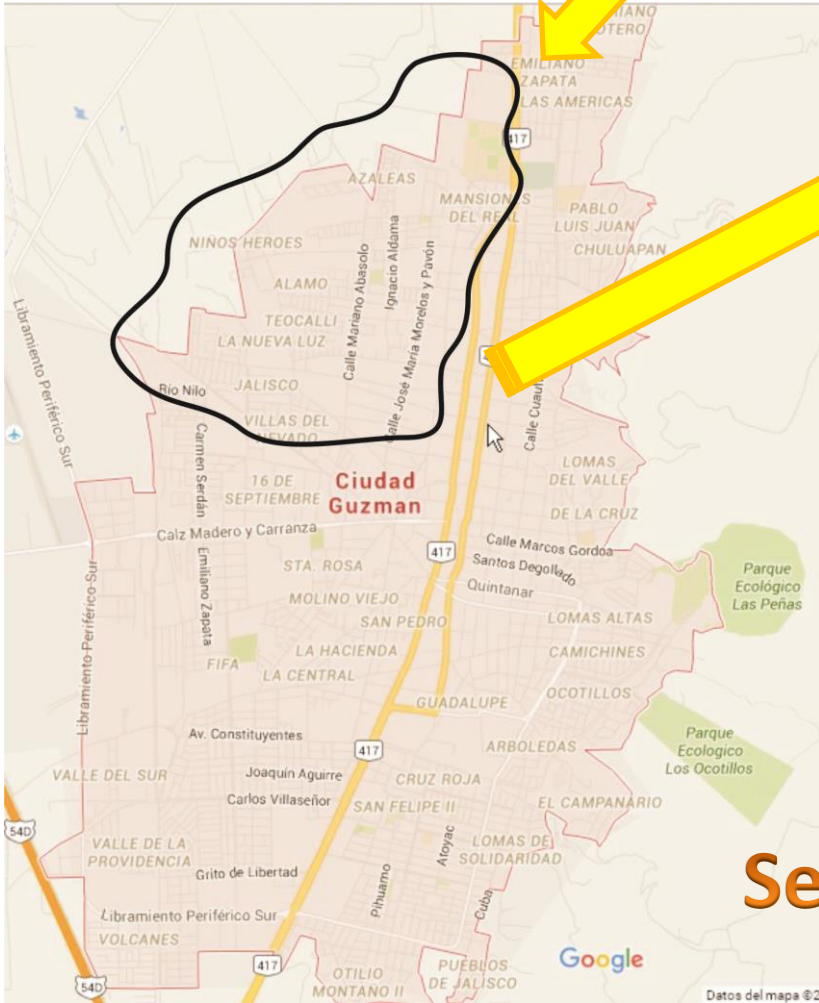 EMILIANO
ZAPATA
LAS AMERICAS
417
AZALEAS
MANSIONES
DEL REAL
PABLO
LUIS JUAN
CHULUAPAN
NIÑOS HEROES
Calle Mariano Abasolo
Ignacio Aldama
Calle José María Morelos y Pavón
ALAMO
TEOCALLI
LA NUEVA LUZ
Libramiento Periférico Sur
Río Nilo
JALISCO
VILLAS DEL
NEVADO
Carmen Serdán
16 DE
SEPTIEMBRE
Ciudad
Guzman
LOMAS
DEL VALLE
DE LA CRUZ
Calz Madero y Carranza
417
Calle Marcos Gordoa
Santos Degollado
Quintanar
Emiliano Zapata
STA. ROSA
MOLINO VIEJO
SAN PEDRO
Parque
Ecológico
Las Peñas
LOMAS ALTAS
CAMICHINES
Libramiento Periférico Sur
FIFA
LA HACIENDA
LA CENTRAL
OCOTILLOS
GUADALUPE
Av. Constituyentes
417
ARBOLEDAS
Parque
Ecologico
Los Ocotillos
VALLE DEL SUR
Joaquín Aguirre
CRUZ ROJA
Carlos Villaseñor
SAN FELIPE II
EL CAMPANARIO
54D
VALLE DE LA
PROVIDENCIA
Atoyac
LOMAS DE
SOLIDARIDAD
Grito de Libertad
Pihuamo
Cuba
Se
Libramiento Periférico Sur
VOLCANES
417
54D
OTILIO
MONTAÑO II
PUEBLOS
DE JALISCO
Google
Datos del mapa ©2